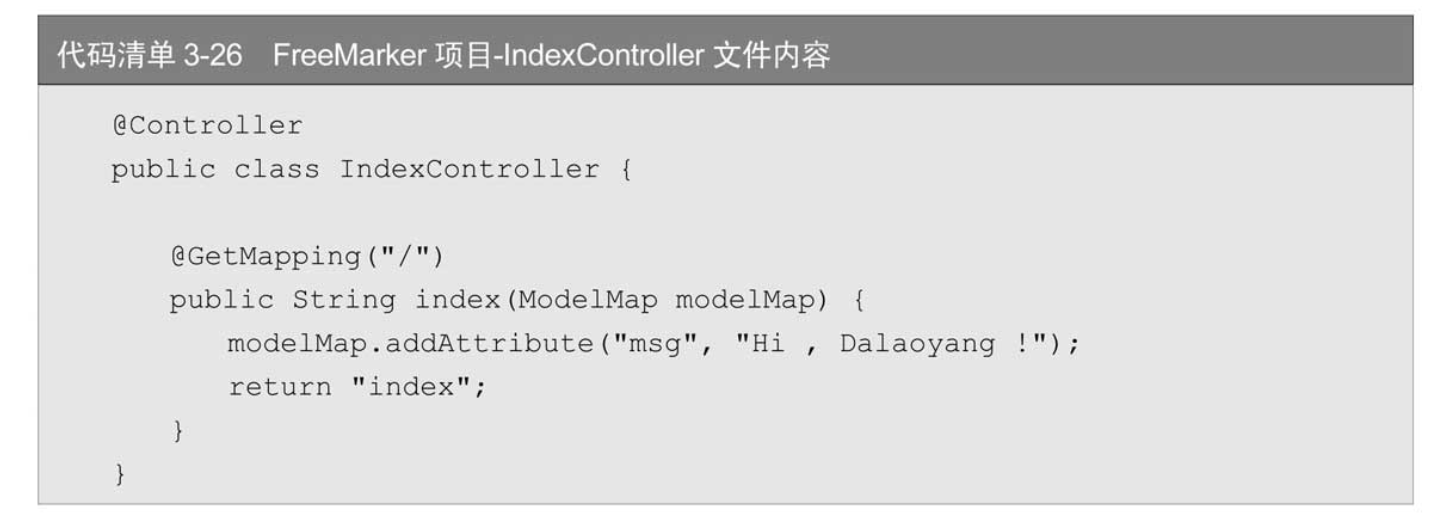 代码清单 3-26 FreeMarker 项目-IndexController 文件内容
@Controller
public class IndexController {
@GetMapping("/")
public String index(ModelMap modelMap) {
modelMap.addAttribute("msg", "Hi , Dalaoyang !");
return "index";
}
}